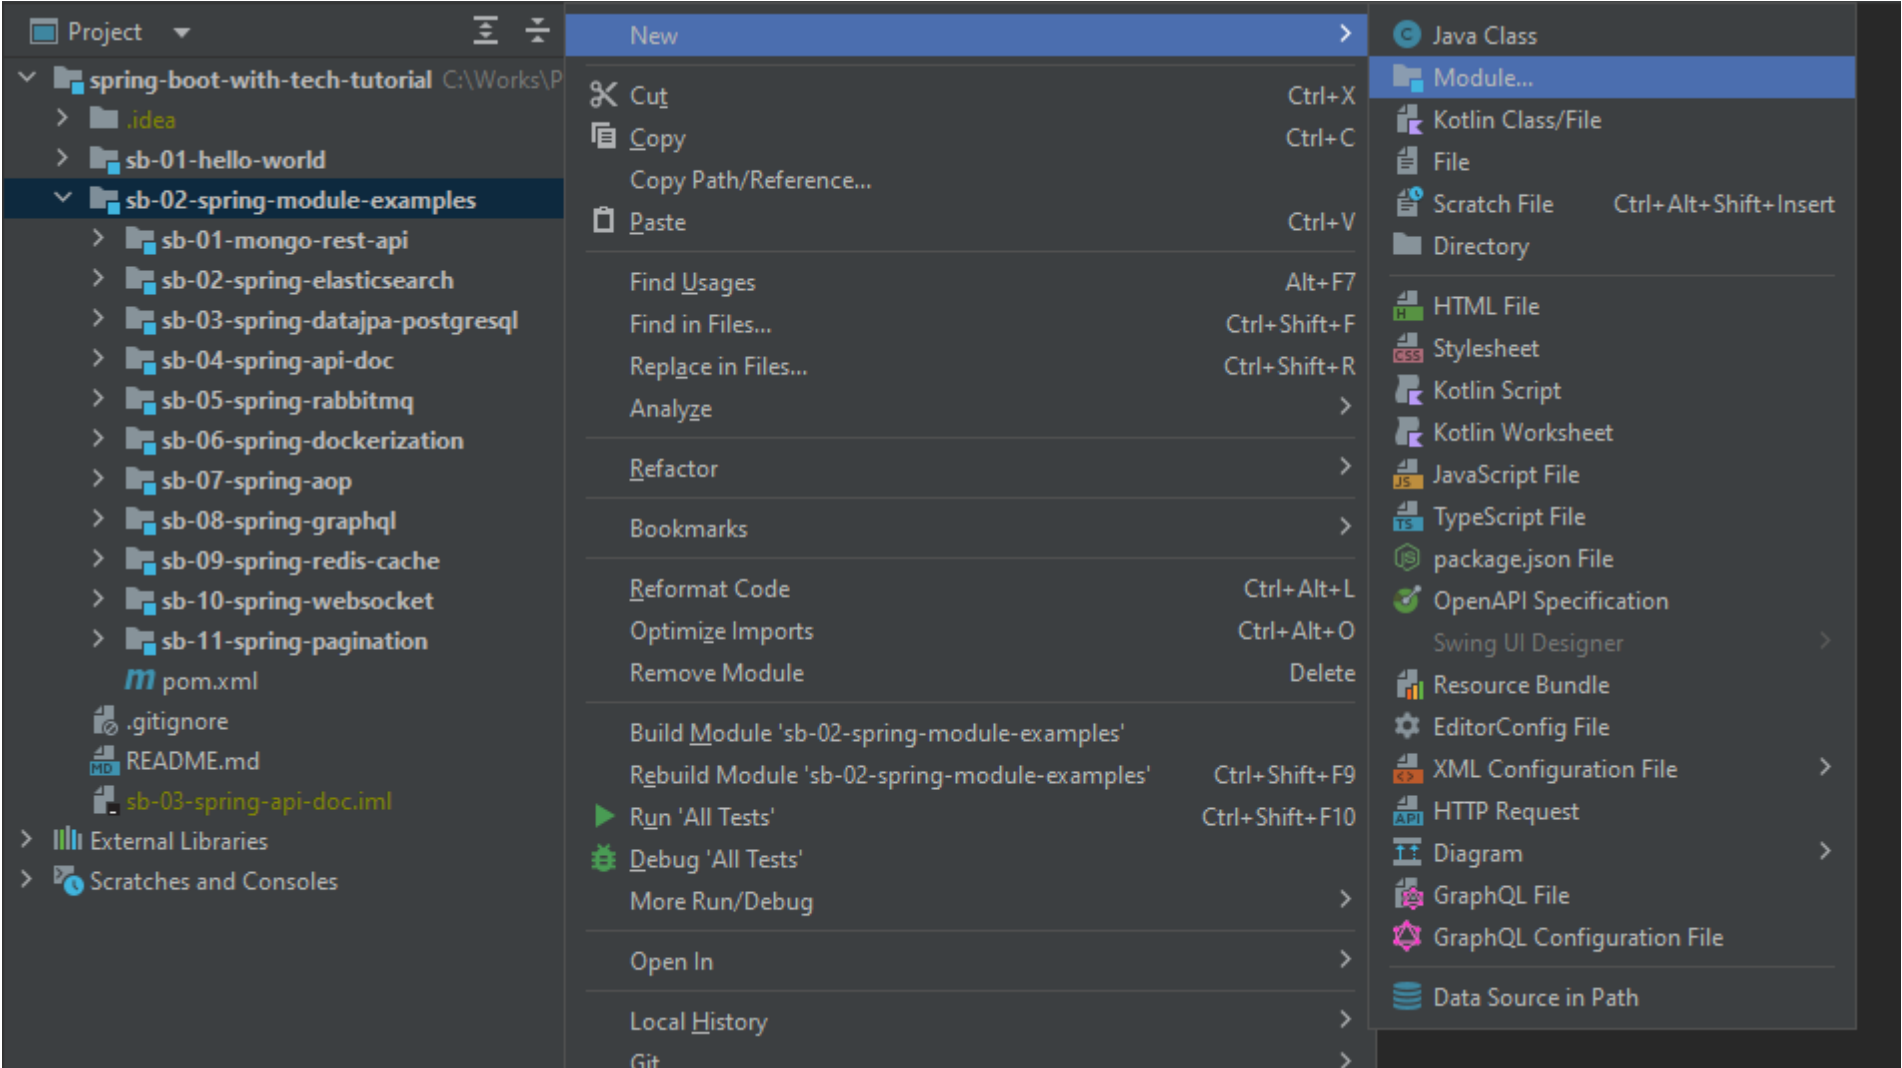 Project
spring-boot-with-tech-tutorial C:\Works\P
.idea
sb-01-hello-world
sb-02-spring-module-examples
sb-01-mongo-rest-api
sb-02-spring-elasticsearch
sb-03-spring-datajpa-postgresql
sb-04-spring-api-doc
sb-05-spring-rabbitmq
sb-06-spring-dockerization
sb-07-spring-aop
sb-08-spring-graphql
sb-09-spring-redis-cache
sb-10-spring-websocket
sb-11-spring-pagination
m pom.xml
.gitignore
MD README.md
sb-03-spring-api-doc.iml
External Libraries
Scratches and Consoles
New
Cut Ctrl+X
Copy Ctrl+C
Copy Path/Reference...
Paste Ctrl+V
Find Usages Alt+F7
Find in Files... Ctrl+Shift+F
Replace in Files... Ctrl+Shift+R
Analyze
Refactor
Bookmarks
Reformat Code Ctrl+Alt+L
Optimize Imports Ctrl+Alt+O
Remove Module Delete
Build Module 'sb-02-spring-module-examples'
Rebuild Module 'sb-02-spring-module-examples' Ctrl+Shift+F9
Run 'All Tests' Ctrl+Shift+F10
Debug 'All Tests'
More Run/Debug
Open In
Local History
Git
C Java Class
Module...
Kotlin Class/File
File
Scratch File Ctrl+Alt+Shift+Insert
Directory
H HTML File
CSS Stylesheet
Kotlin Script
Kotlin Worksheet
JS JavaScript File
TS TypeScript File
JS package.json File
OpenAPI Specification
Swing UI Designer
Resource Bundle
EditorConfig File
<> XML Configuration File
API HTTP Request
Diagram
GraphQL File
GraphQL Configuration File
Data Source in Path